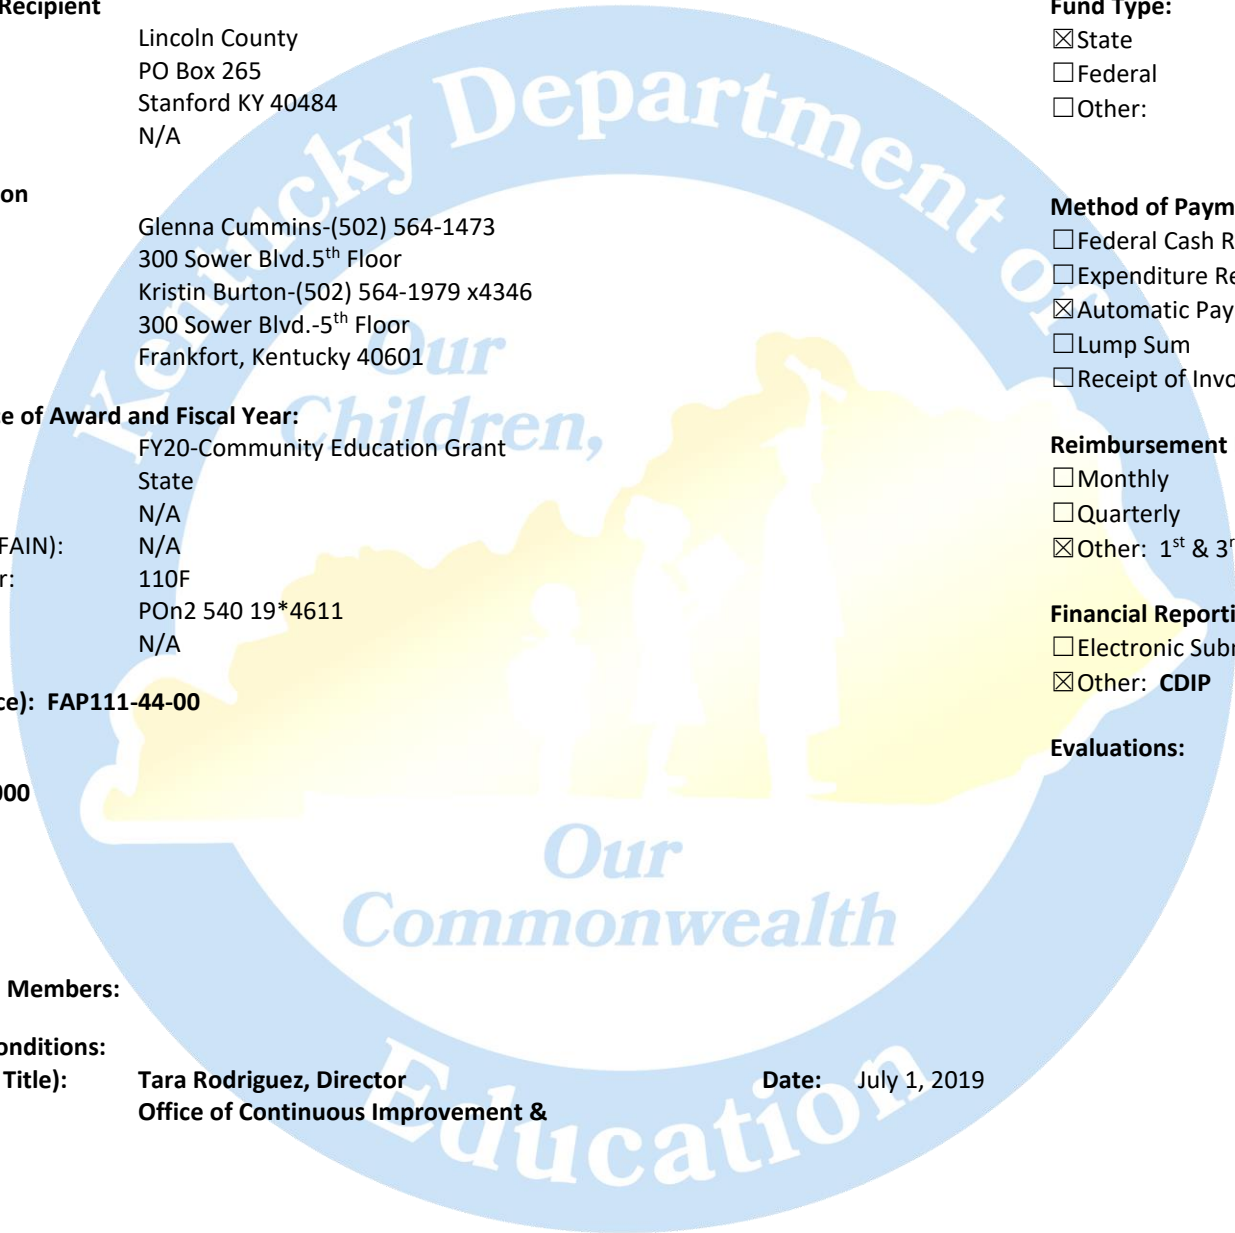 Recipient
Lincoln County
PO Box 265
Stanford KY 40484
N/A
on
Glenna Cummins-(502) 564-1473
300 Sower Blvd.5th Floor
Kristin Burton-(502) 564-1979 x4346
300 Sower Blvd.-5th Floor
Frankfort, Kentucky 40601
ce of Award and Fiscal Year:
FY20-Community Education Grant
State
N/A
FAIN): N/A
r: 110F
POn2 540 19*4611
N/A
ce): FAP111-44-00
000
Members:
onditions:
Title): Tara Rodriguez, Director
Office of Continuous Improvement &
Date: July 1, 2019
Fund Type:
☒State
☐Federal
☐Other:
Method of Paym
☐Federal Cash R
☐Expenditure Re
☒Automatic Pay
☐Lump Sum
☐Receipt of Invo
Reimbursement
☐Monthly
☐Quarterly
☒Other: 1st & 3r
Financial Reporti
☐Electronic Subr
☒Other: CDIP
Evaluations:
Kentucky Department of
Education
Our
Children,
Our
Commonwealth